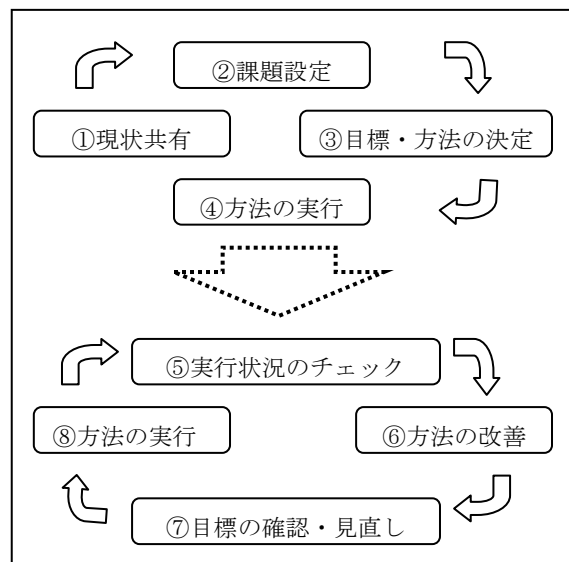 ②課題設定
①現状共有
③目標・方法の決定
④方法の実行
⑤実行状況のチェック
⑧方法の実行
⑥方法の改善
⑦目標の確認・見直し